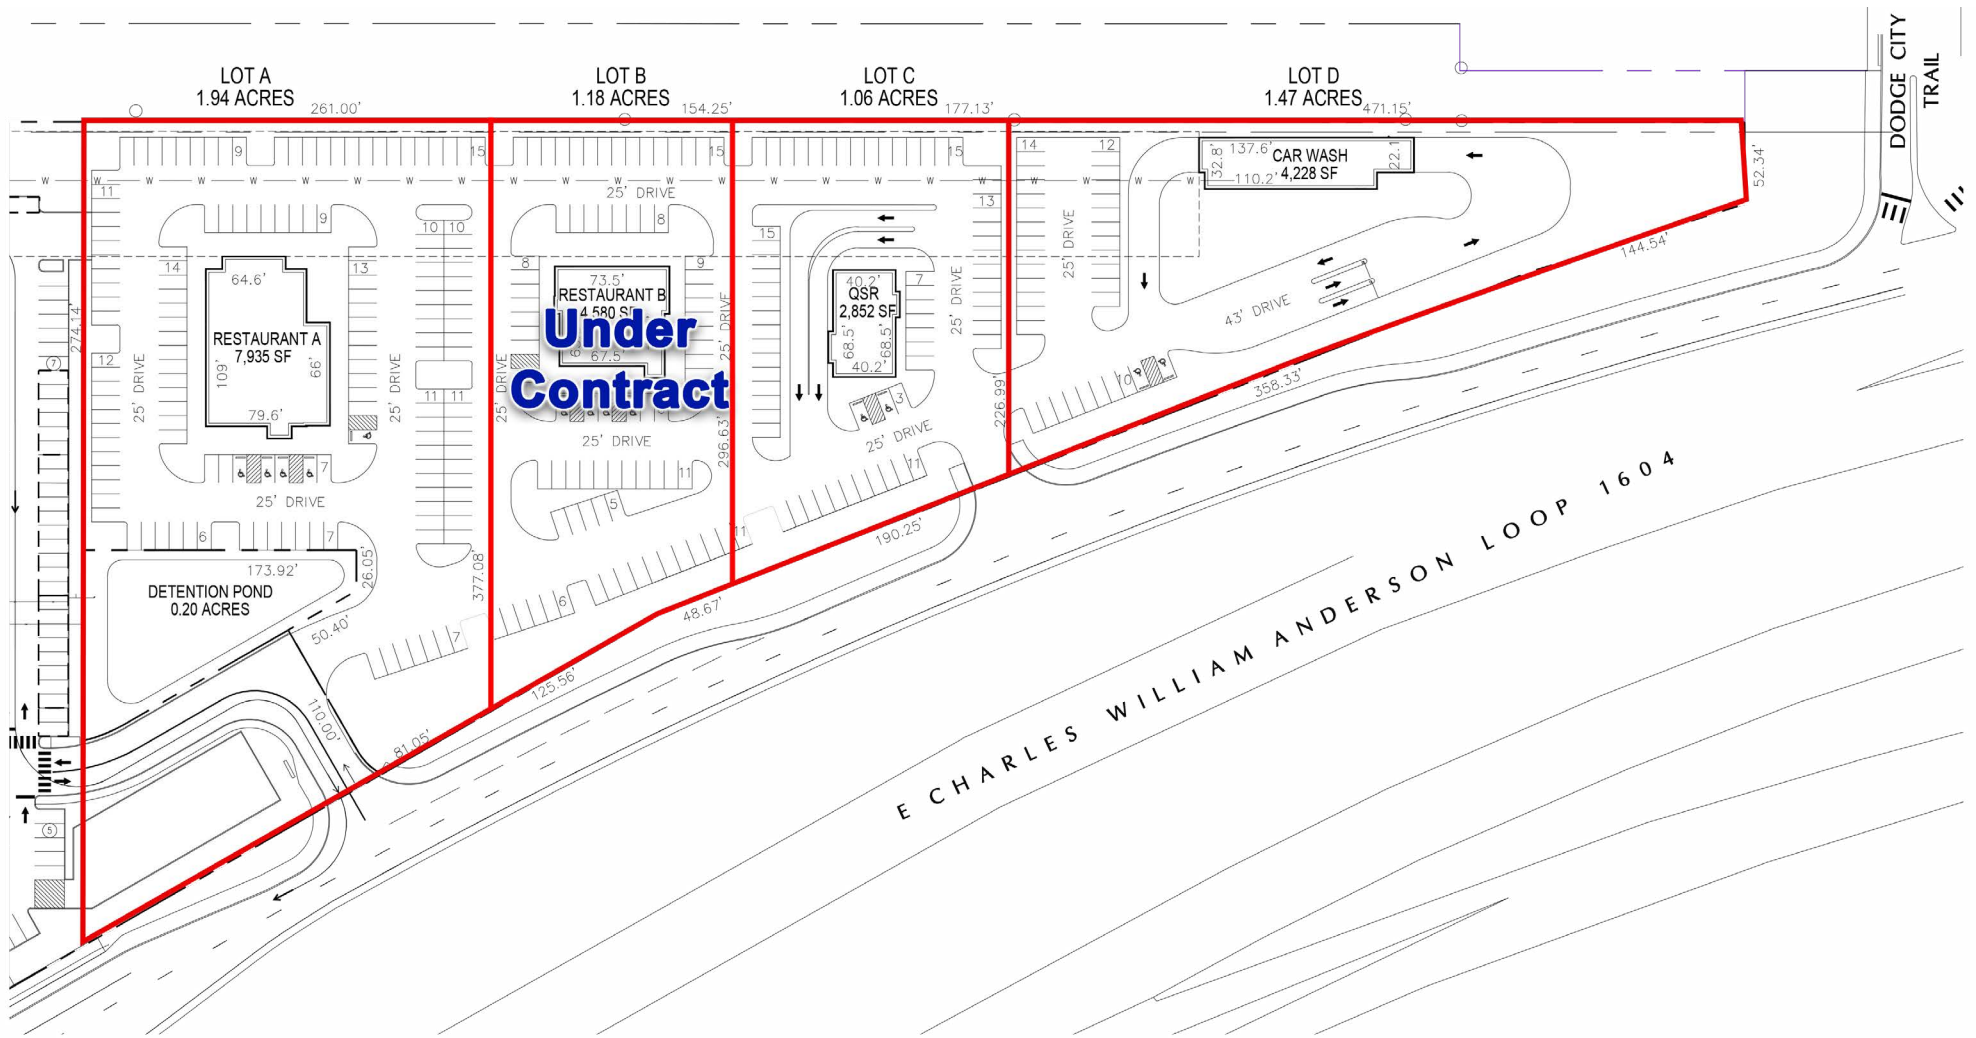 LOT A
1.94 ACRES
261.00'
LOT B
1.18 ACRES
154.25'
LOT C
1.06 ACRES
177.13'
LOT D
1.47 ACRES
471.15'
DODGE CITY
TRAIL
9
15
11
W W W W W W W W W W W W W W W W W W W W W W W
9
10 10
14
13
64.6'
RESTAURANT A
7,935 SF
109'
66'
79.6'
274.14'
12
25' DRIVE
25' DRIVE
11 11
7
25' DRIVE
6
7
173.92'
26.05'
DETENTION POND
0.20 ACRES
50.40'
7
377.08'
110.00'
81.05'
7
5
15
25' DRIVE
8
8
9
73.5'
RESTAURANT B
4,580 SF
67.5'
Under
Contract
25' DRIVE
25' DRIVE
25' DRIVE
296.63'
11
5
6
11
125.56'
48.67'
15
13
15
7
40.2'
QSR
2,852 SF
68.5'
68.5'
40.2'
3
25' DRIVE
25' DRIVE
226.99'
11
190.25'
14
12
25' DRIVE
32.8'
137.6'
CAR WASH
4,228 SF
22.1'
110.2'
43' DRIVE
10
52.34'
144.54'
358.33'
E CHARLES WILLIAM ANDERSON LOOP 1604